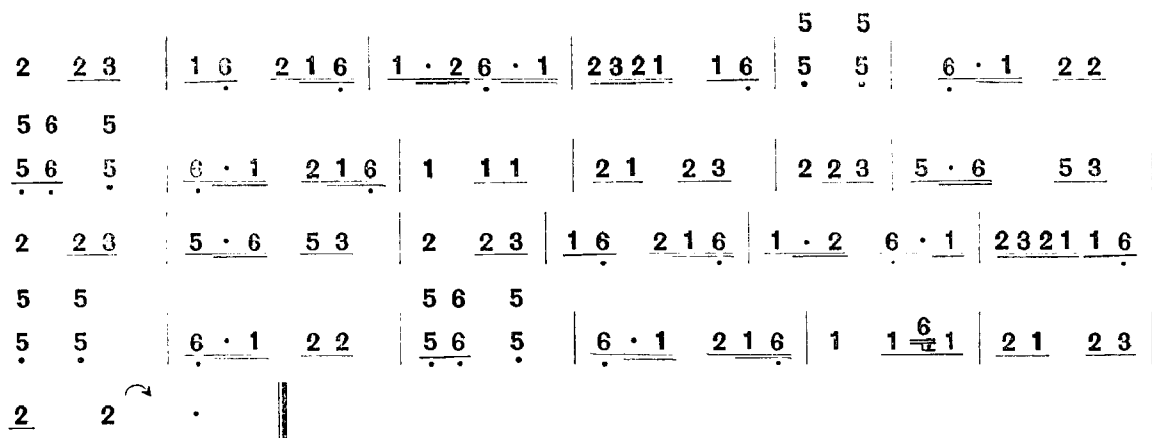 5 5
2 2 3 | 1 6 2 1 6 | 1 · 2 6 · 1 | 2 3 2 1 1 6 | 5 5 | 6 · 1 2 2
5 6 5
5 6 5 | 6 · 1 2 1 6 | 1 1 1 | 2 1 2 3 | 2 2 3 | 5 · 6 5 3
2 2 3 | 5 · 6 5 3 | 2 2 3 | 1 6 2 1 6 | 1 · 2 6 · 1 | 2 3 2 1 1 6
5 5 5 6 5
5 5 | 6 · 1 2 2 | 5 6 5 | 6 · 1 2 1 6 | 1 1 6 1 | 2 1 2 3
2 2 ·